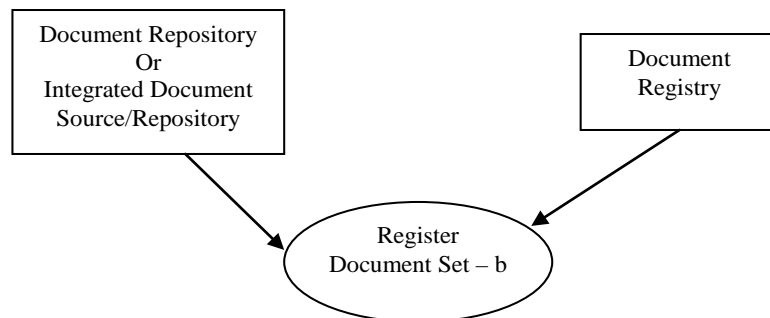 Document Repository
Or
Integrated Document
Source/Repository
Document
Registry
Register
Document Set – b